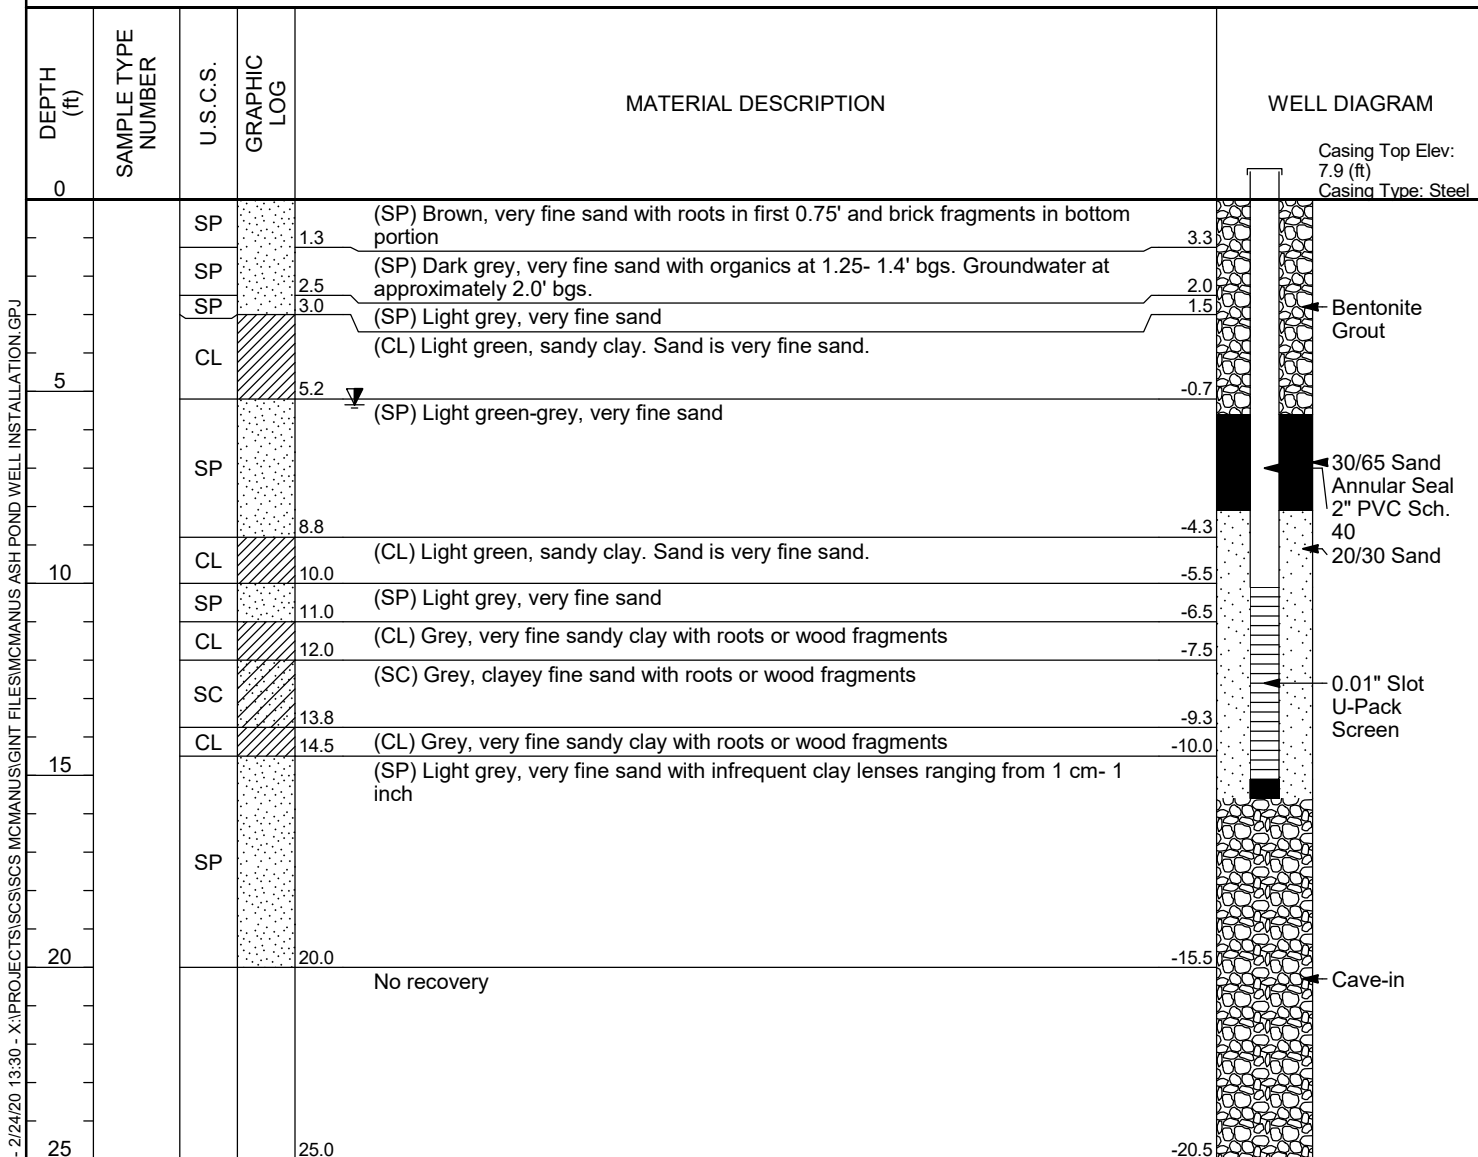 DEPTH
(ft)
SAMPLE TYPE
NUMBER
U.S.C.S.
GRAPHIC
LOG
MATERIAL DESCRIPTION
WELL DIAGRAM
Casing Top Elev:
7.9 (ft)
Casing Type: Steel
0
SP
1.3
(SP) Brown, very fine sand with roots in first 0.75' and brick fragments in bottom
portion
3.3
SP
2.5
(SP) Dark grey, very fine sand with organics at 1.25- 1.4' bgs. Groundwater at
approximately 2.0' bgs.
2.0
SP
3.0
(SP) Light grey, very fine sand
1.5
Bentonite
Grout
CL
5
5.2
(CL) Light green, sandy clay. Sand is very fine sand.
-0.7
SP
8.8
(SP) Light green-grey, very fine sand
-4.3
30/65 Sand
Annular Seal
2" PVC Sch.
40
20/30 Sand
CL
10
10.0
(CL) Light green, sandy clay. Sand is very fine sand.
-5.5
SP
11.0
(SP) Light grey, very fine sand
-6.5
CL
12.0
(CL) Grey, very fine sandy clay with roots or wood fragments
-7.5
SC
13.8
(SC) Grey, clayey fine sand with roots or wood fragments
-9.3
0.01" Slot
U-Pack
Screen
CL
14.5
(CL) Grey, very fine sandy clay with roots or wood fragments
-10.0
15
(SP) Light grey, very fine sand with infrequent clay lenses ranging from 1 cm- 1
inch
SP
20
20.0
-15.5
No recovery
Cave-in
25
25.0
-20.5
- 2/24/20 13:30 - X:\PROJECTS\SCS\SCS MCMANUS\GINT FILES\MCMANUS ASH POND WELL INSTALLATION.GPJ